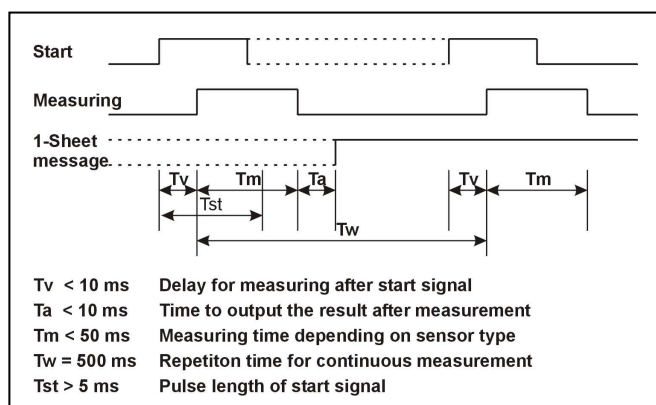 Start
Measuring
1-Sheet
message
Tv Tm Ta Tv Tm
Tst
Tw
Tv < 10 ms Delay for measuring after start signal
Ta < 10 ms Time to output the result after measurement
Tm < 50 ms Measuring time depending on sensor type
Tw = 500 ms Repetiton time for continuous measurement
Tst > 5 ms Pulse length of start signal